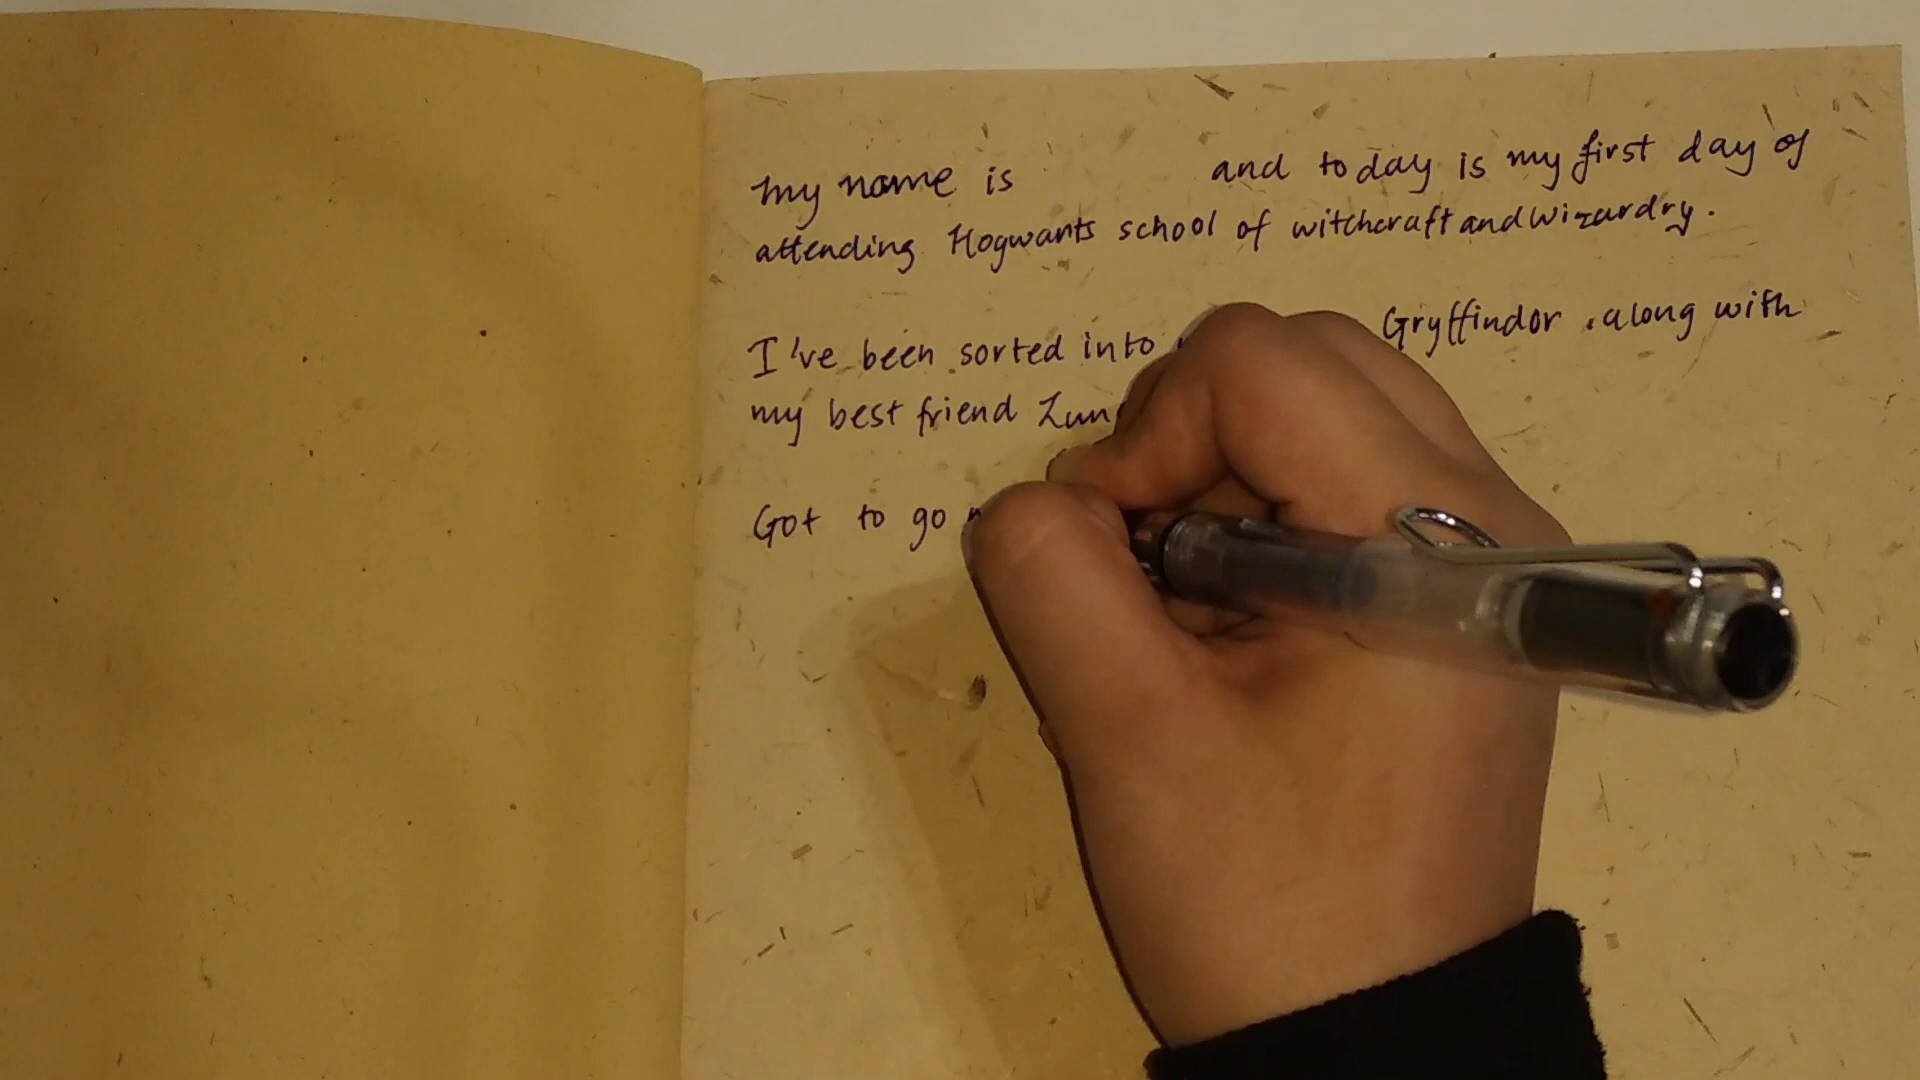 my name is and today is my first day of
attending Hogwarts school of witchcraft and wizardry.
I've been sorted into Gryffindor along with
my best friend
Got to go